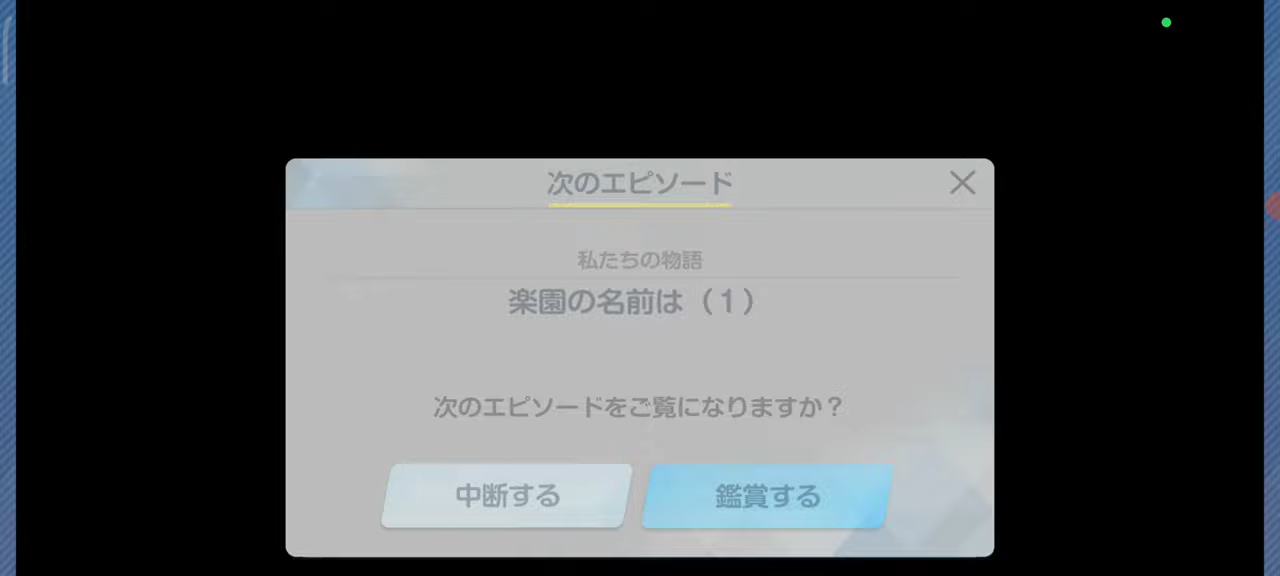 次のエピソード
私たちの物語
楽園の名前は（１）
次のエピソードをご覧になりますか？
中断する
鑑賞する